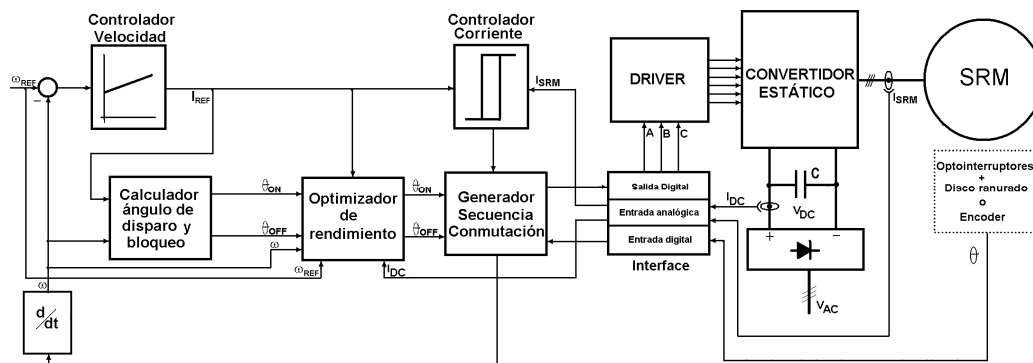 Controlador
Velocidad
ωREF
−
IREF
Controlador
Corriente
ISRM
DRIVER
A
B
C
CONVERTIDOR
ESTÁTICO
SRM
ISRM
C
VDC
IDC
+
−
VAC
Optointerruptores
+
Disco ranurado
o
Encoder
θ
Calculador
ángulo de
disparo y
bloqueo
θON
θOFF
ω
Optimizador
de
rendimiento
ωREF
IDC
θON
θOFF
Generador
Secuencia
Conmutación
Salida Digital
Entrada analógica
Entrada digital
Interface
ω
d/dt